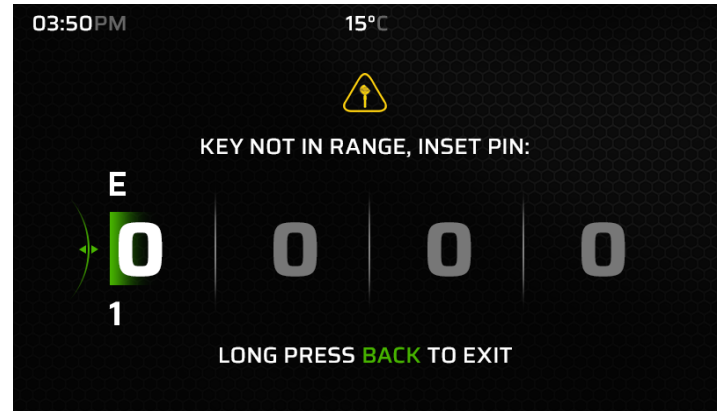 03:50PM 15°C
KEY NOT IN RANGE, INSET PIN:
E
0 0 0 0
1
LONG PRESS BACK TO EXIT